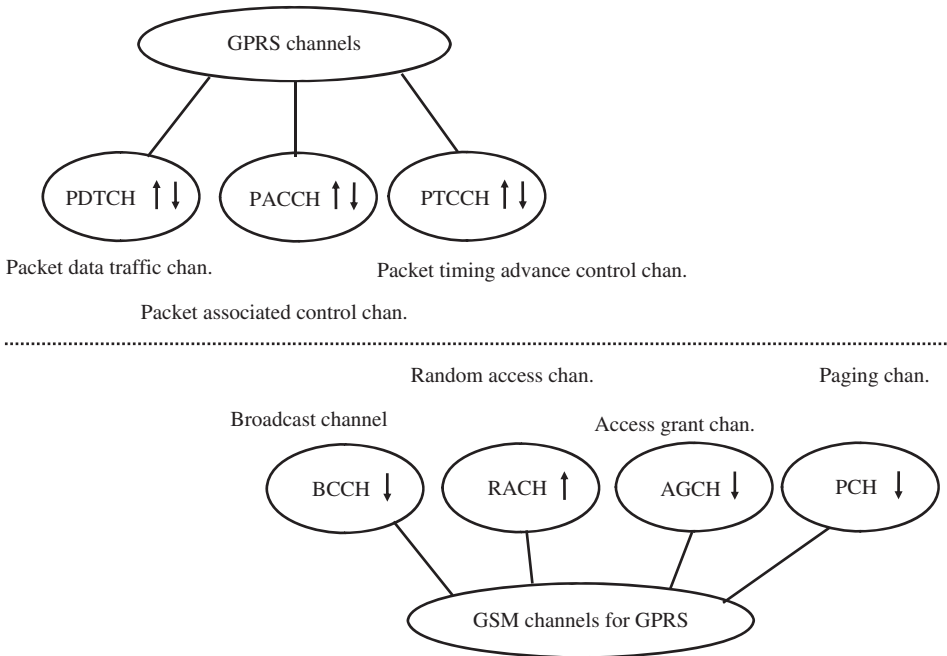 GPRS channels
PDTCH
PACCH
PTCCH
Packet data traffic chan.
Packet timing advance control chan.
Packet associated control chan.
Random access chan.
Paging chan.
Broadcast channel
Access grant chan.
BCCH
RACH
AGCH
PCH
GSM channels for GPRS